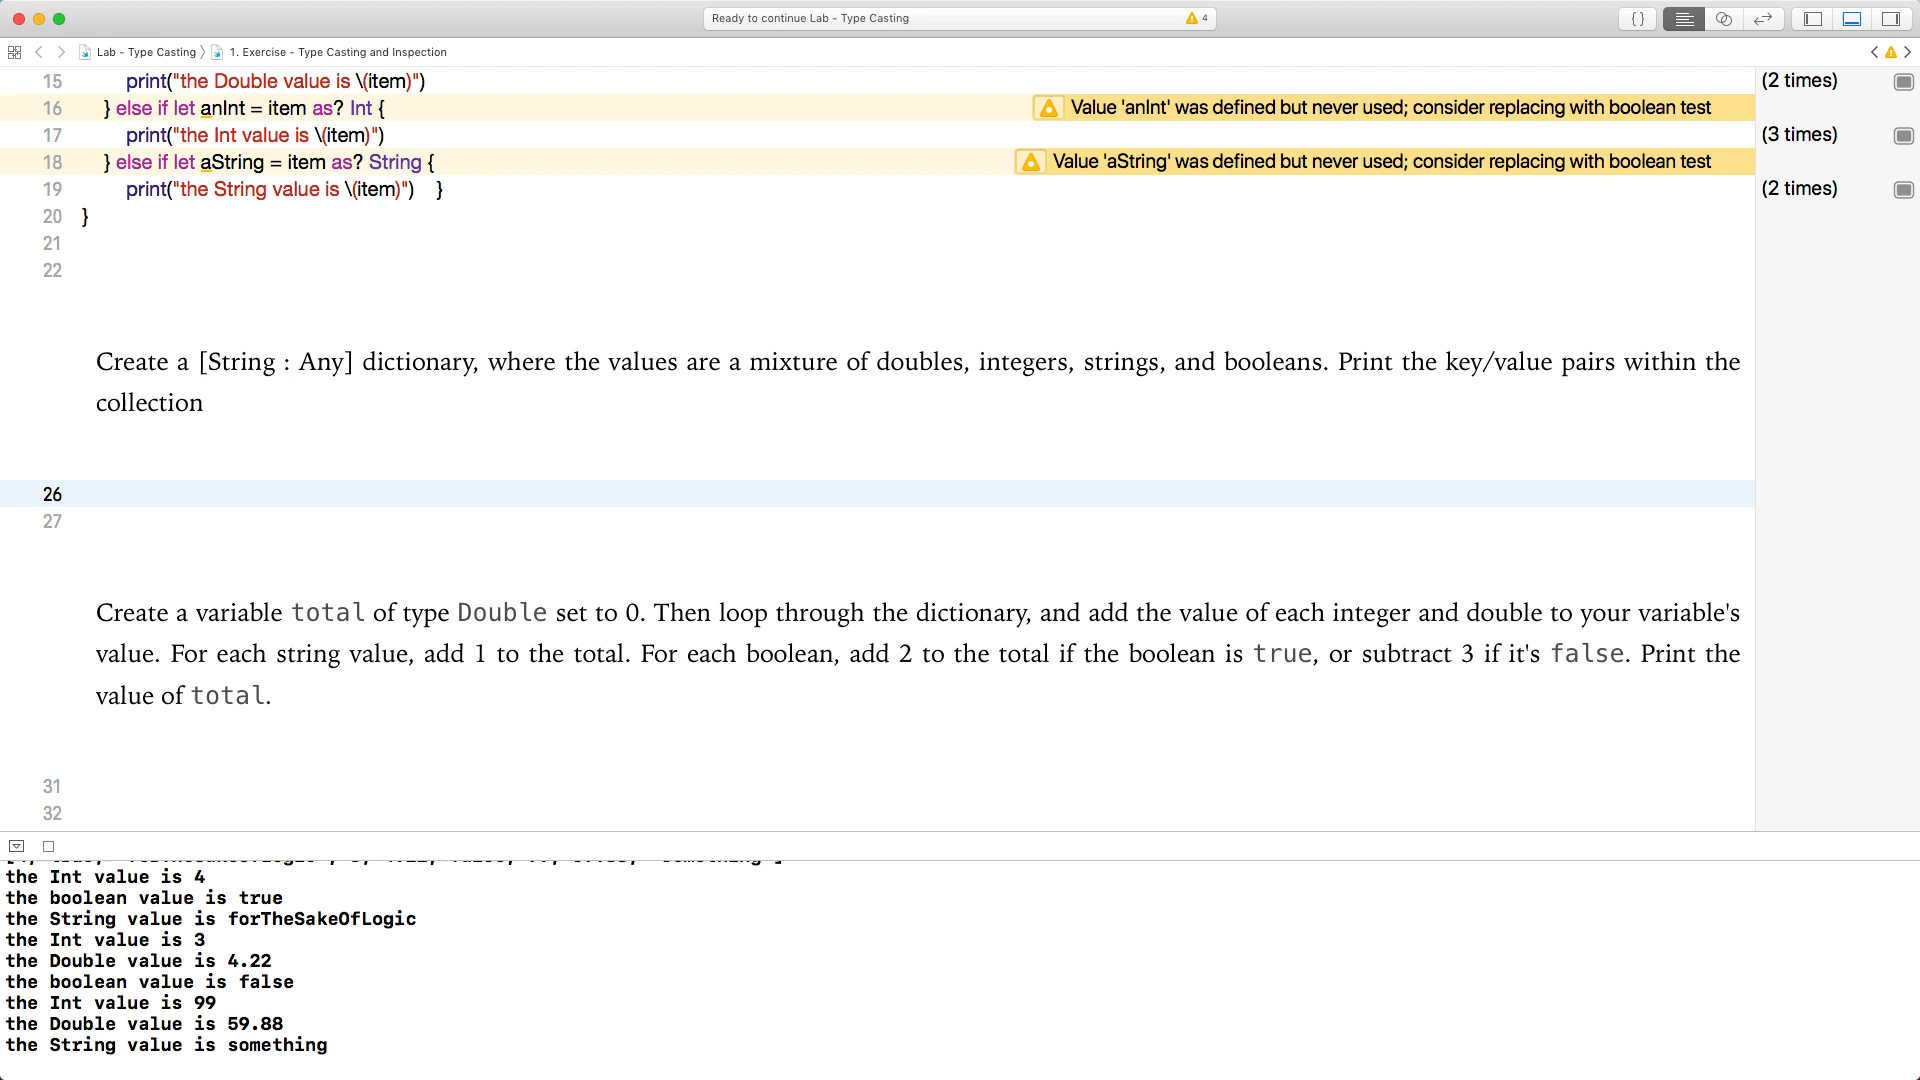 Ready to continue Lab - Type Casting
4
{ }
Lab - Type Casting
1. Exercise - Type Casting and Inspection
15 print("the Double value is \(item)")
(2 times)
16 } else if let anInt = item as? Int {
Value 'anInt' was defined but never used; consider replacing with boolean test
17 print("the Int value is \(item)")
(3 times)
18 } else if let aString = item as? String {
Value 'aString' was defined but never used; consider replacing with boolean test
19 print("the String value is \(item)") }
(2 times)
20 }
21
22
Create a [String : Any] dictionary, where the values are a mixture of doubles, integers, strings, and booleans. Print the key/value pairs within the
collection
26
27
Create a variable total of type Double set to 0. Then loop through the dictionary, and add the value of each integer and double to your variable's
value. For each string value, add 1 to the total. For each boolean, add 2 to the total if the boolean is true, or subtract 3 if it's false. Print the
value of total.
31
32
the Int value is 4
the boolean value is true
the String value is forTheSakeOfLogic
the Int value is 3
the Double value is 4.22
the boolean value is false
the Int value is 99
the Double value is 59.88
the String value is something